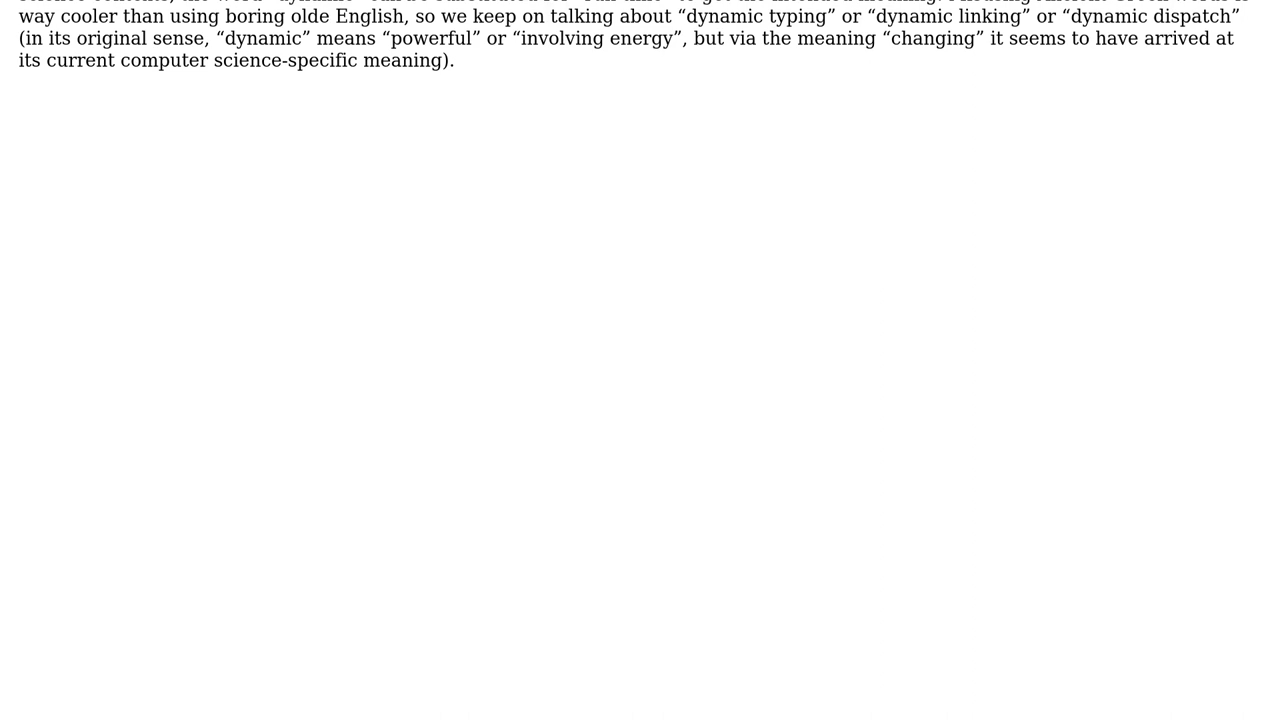 way cooler than using boring olde English, so we keep on talking about “dynamic typing” or “dynamic linking” or “dynamic dispatch”
(in its original sense, “dynamic” means “powerful” or “involving energy”, but via the meaning “changing” it seems to have arrived at
its current computer science-specific meaning).